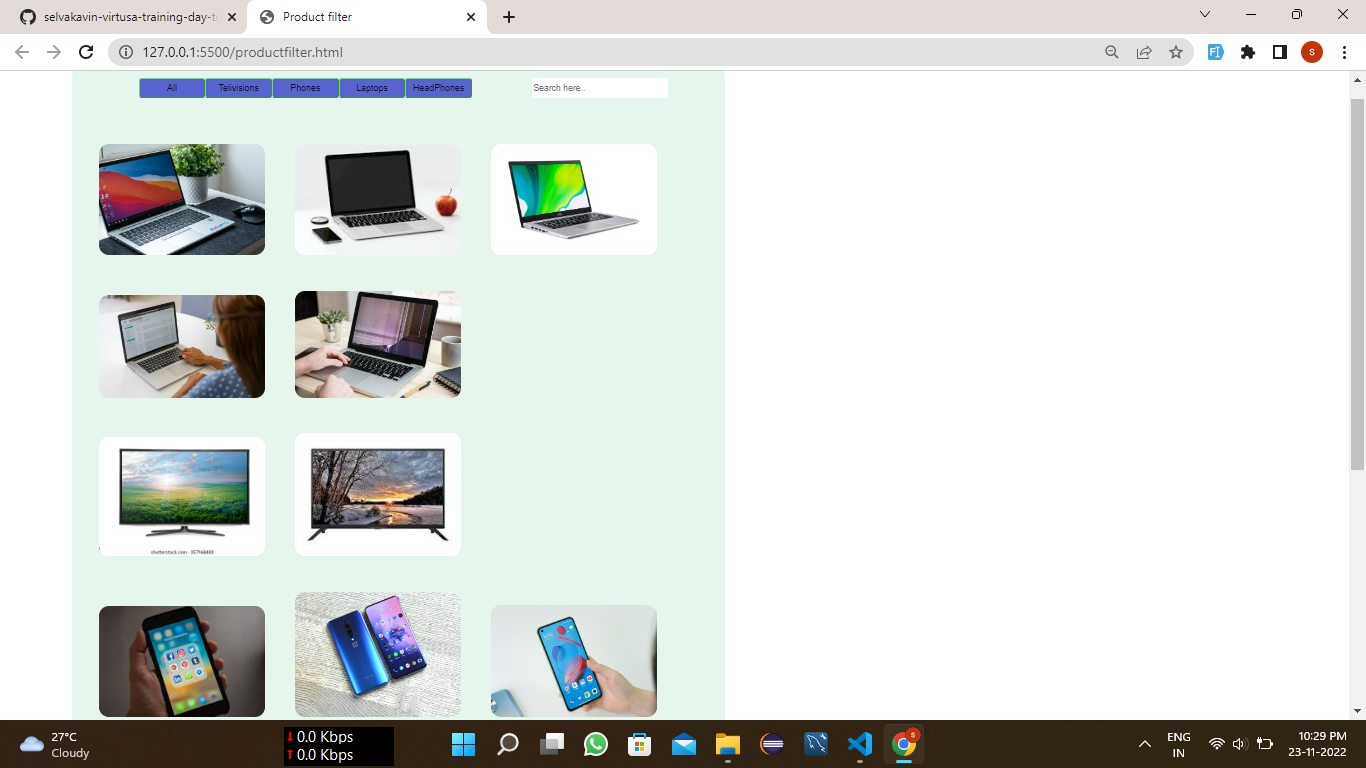 selvakavin-virtusa-training-day-to
Product filter
127.0.0.1:5500/productfilter.html
S
All
Telivisions
Phones
Laptops
HeadPhones
Search here..
shutterstock.com · 357968483
27°C
Cloudy
0.0 Kbps
0.0 Kbps
S
ENG
IN
10:29 PM
23-11-2022